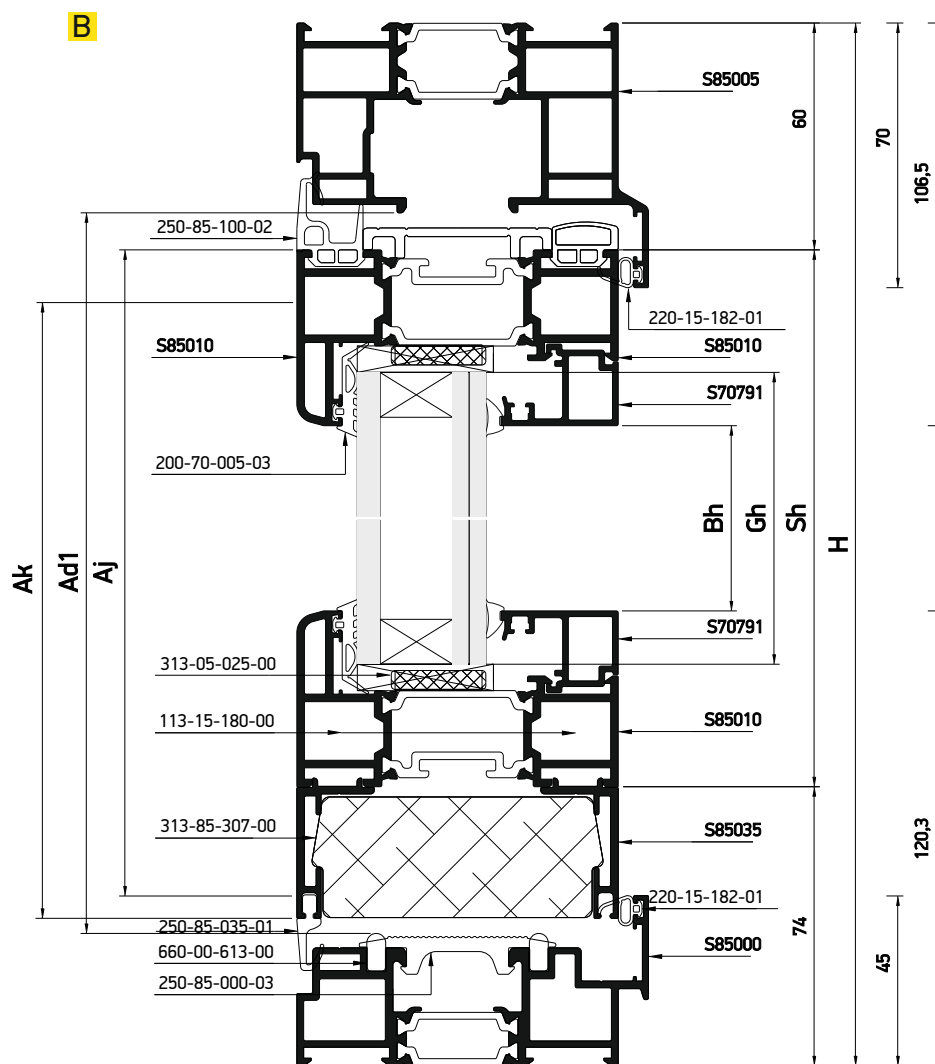 B
S85005
60
70
106,5
250-85-100-02
220-15-182-01
S85010
S85010
S70791
200-70-005-03
Ak
Ad1
Aj
Bh
Gh
Sh
H
S70791
313-05-025-00
113-15-180-00
S85010
313-85-307-00
S85035
120,3
220-15-182-01
250-85-035-01
74
S85000
660-00-613-00
45
250-85-000-03